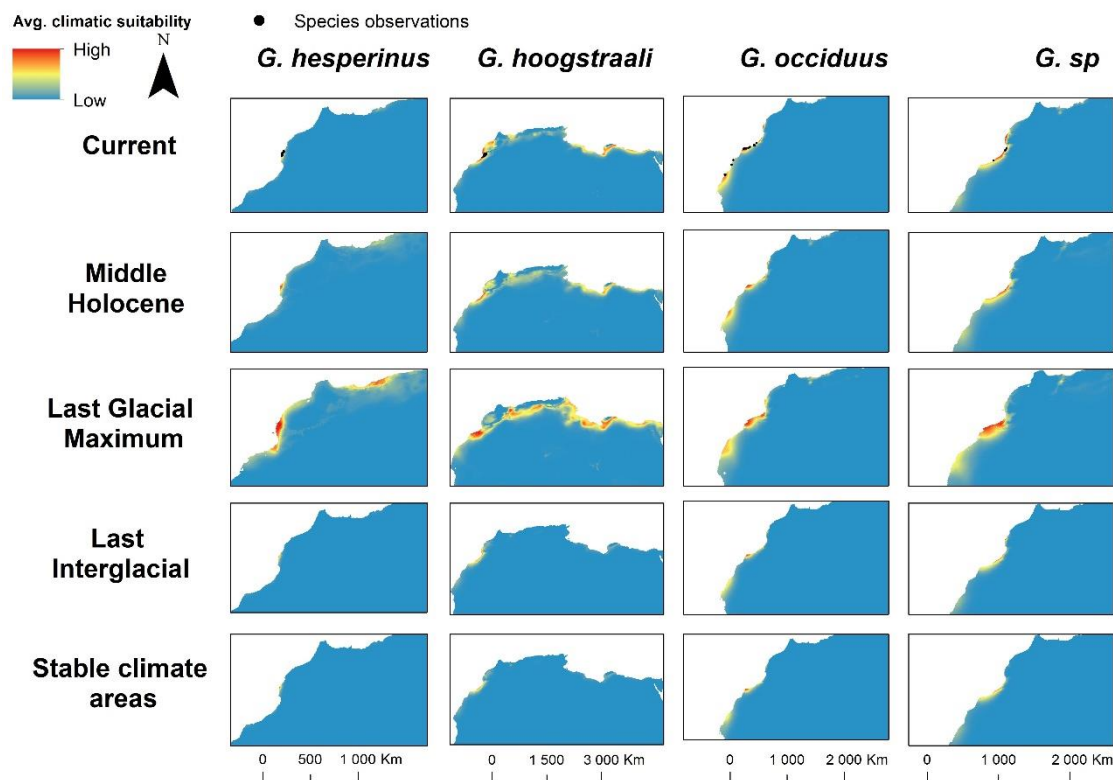 Avg. climatic suitability
High
Low
N
Species observations
G. hesperinus
G. hoogstraali
G. occiduus
G. sp
Current
Middle
Holocene
Last Glacial
Maximum
Last
Interglacial
Stable climate
areas
0 500 1 000 Km
0 1 500 3 000 Km
0 1 000 2 000 Km
0 1 000 2 000 Km